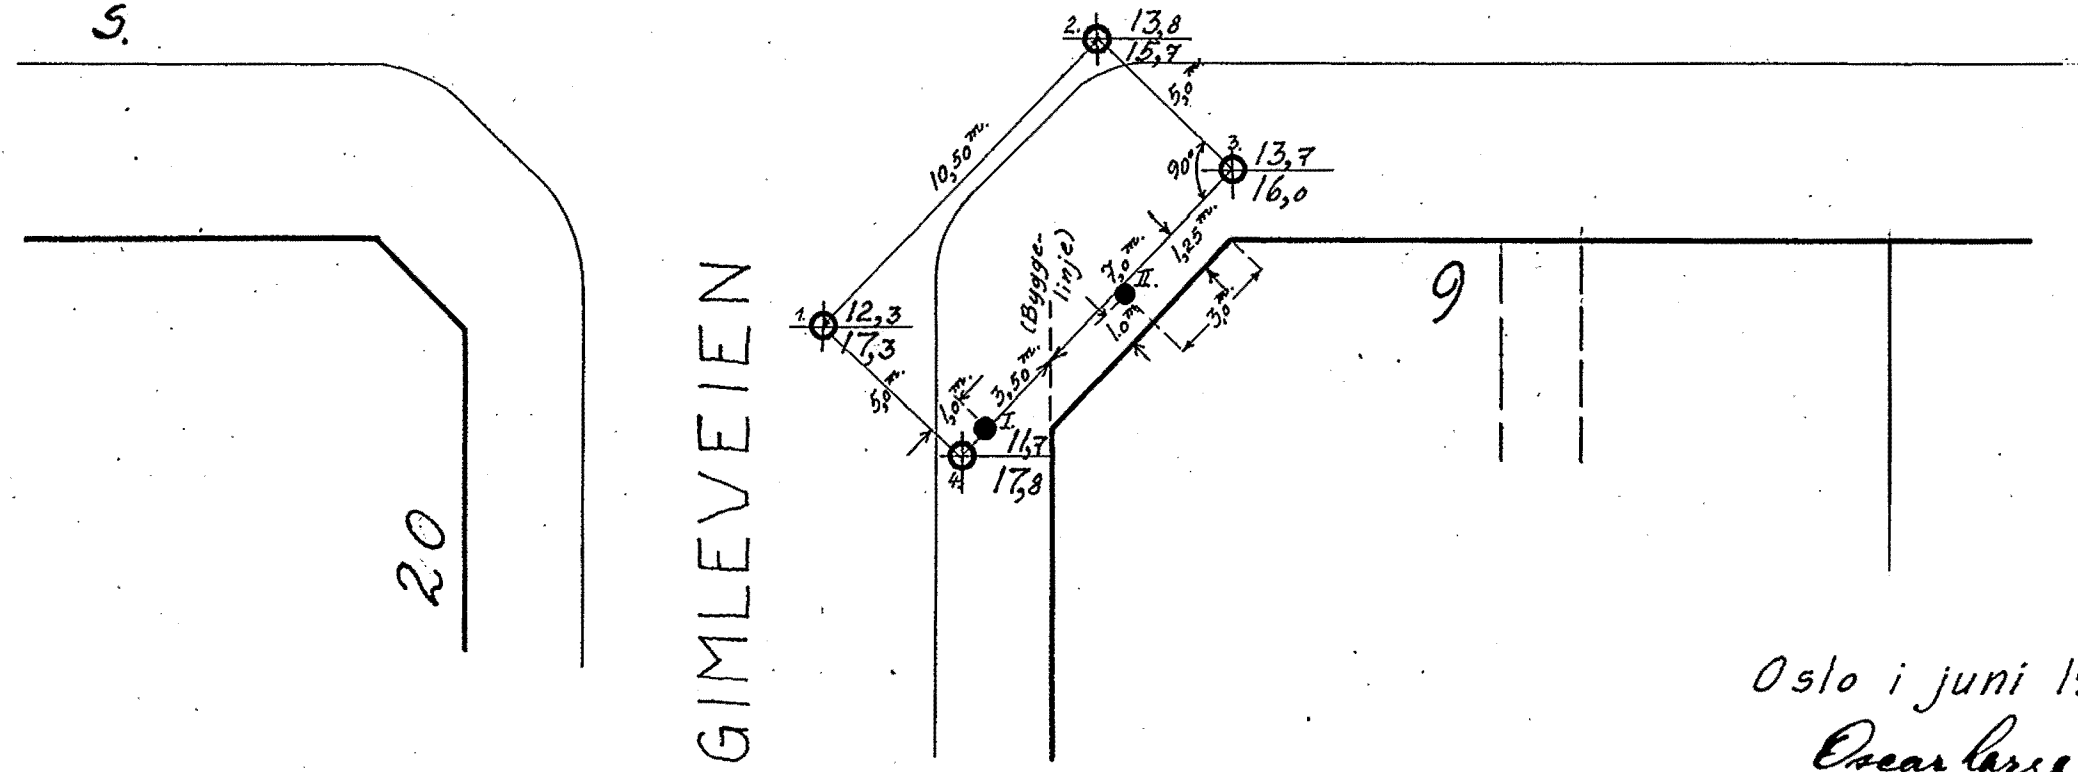 S.
2.
13,8
15,7
5,0 m.
10,50 m.
3.
13,7
16,0
90°
1,25 m.
7,0 m.
II.
(Bygge-
linje)
1.0 m
3,0 m.
9
1.
12,3
17,3
5,0 m.
1,0 m.
3,50 m.
I.
11,7
17,8
4.
20
GIMLEVEIEN
Oslo i juni
Oscar